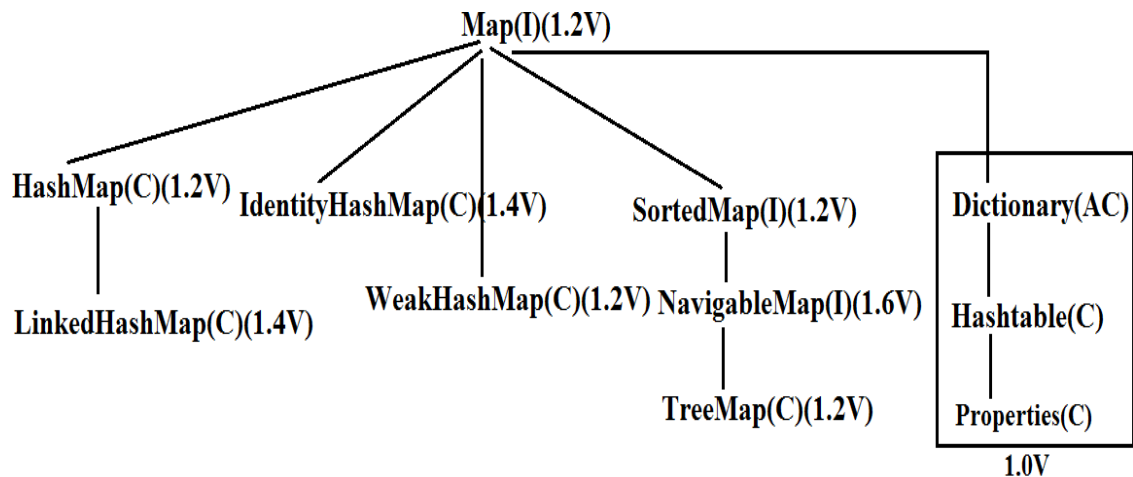 Map(I)(1.2V)
HashMap(C)(1.2V)
IdentityHashMap(C)(1.4V)
SortedMap(I)(1.2V)
Dictionary(AC)
LinkedHashMap(C)(1.4V)
WeakHashMap(C)(1.2V)
NavigableMap(I)(1.6V)
Hashtable(C)
TreeMap(C)(1.2V)
Properties(C)
1.0V